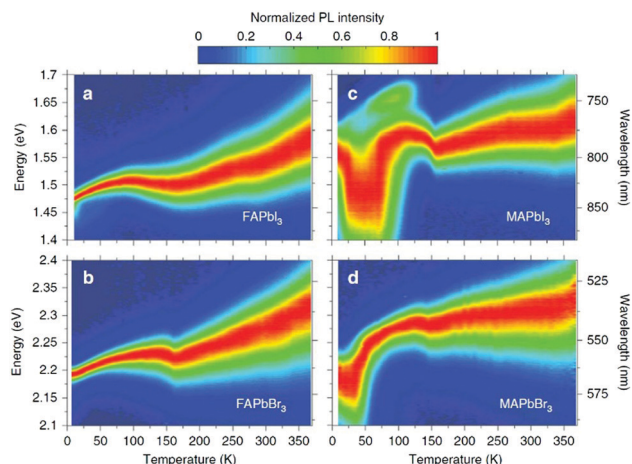 Normalized PL intensity
0 0.2 0.4 0.6 0.8 1
1.7
1.65
1.6
1.55
1.5
1.45
1.4
Energy (eV)
a
FAPbI3
c
MAPbI3
750
800
850
Wavelength (nm)
2.4
2.35
2.3
2.25
2.2
2.15
2.1
Energy (eV)
b
FAPbBr3
d
MAPbBr3
525
550
575
Wavelength (nm)
0 50 100 150 200 250 300 350
0 50 100 150 200 250 300 350
Temperature (K)
Temperature (K)